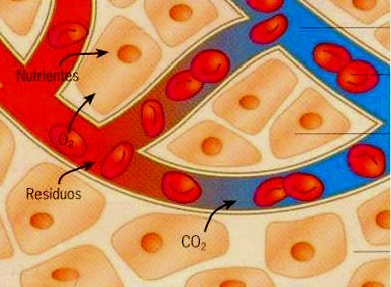 Nutrientes
O₂
Residuos
CO₂